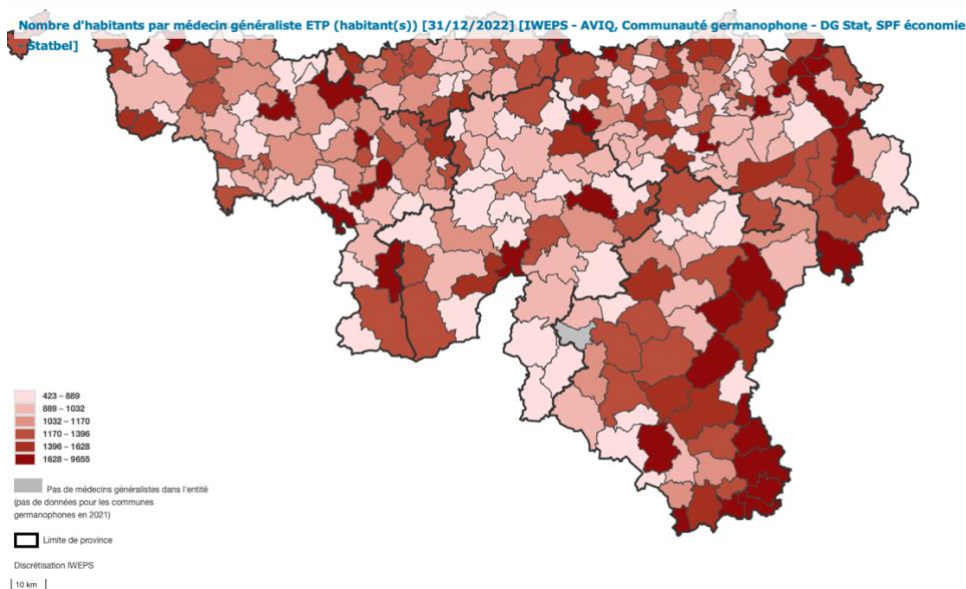 Nombre d'habitants par médecin généraliste ETP (habitant(s)) [31/12/2022] [IWEPS - AVIQ, Communauté germanophone - DG Stat, SPF économie
- Statbel]
423 – 889
889 – 1032
1032 – 1170
1170 – 1396
1396 – 1628
1628 – 9655
Pas de médecins généralistes dans l'entité
(pas de données pour les communes
germanophones en 2021)
Limite de province
Discrétisation IWEPS
10 km